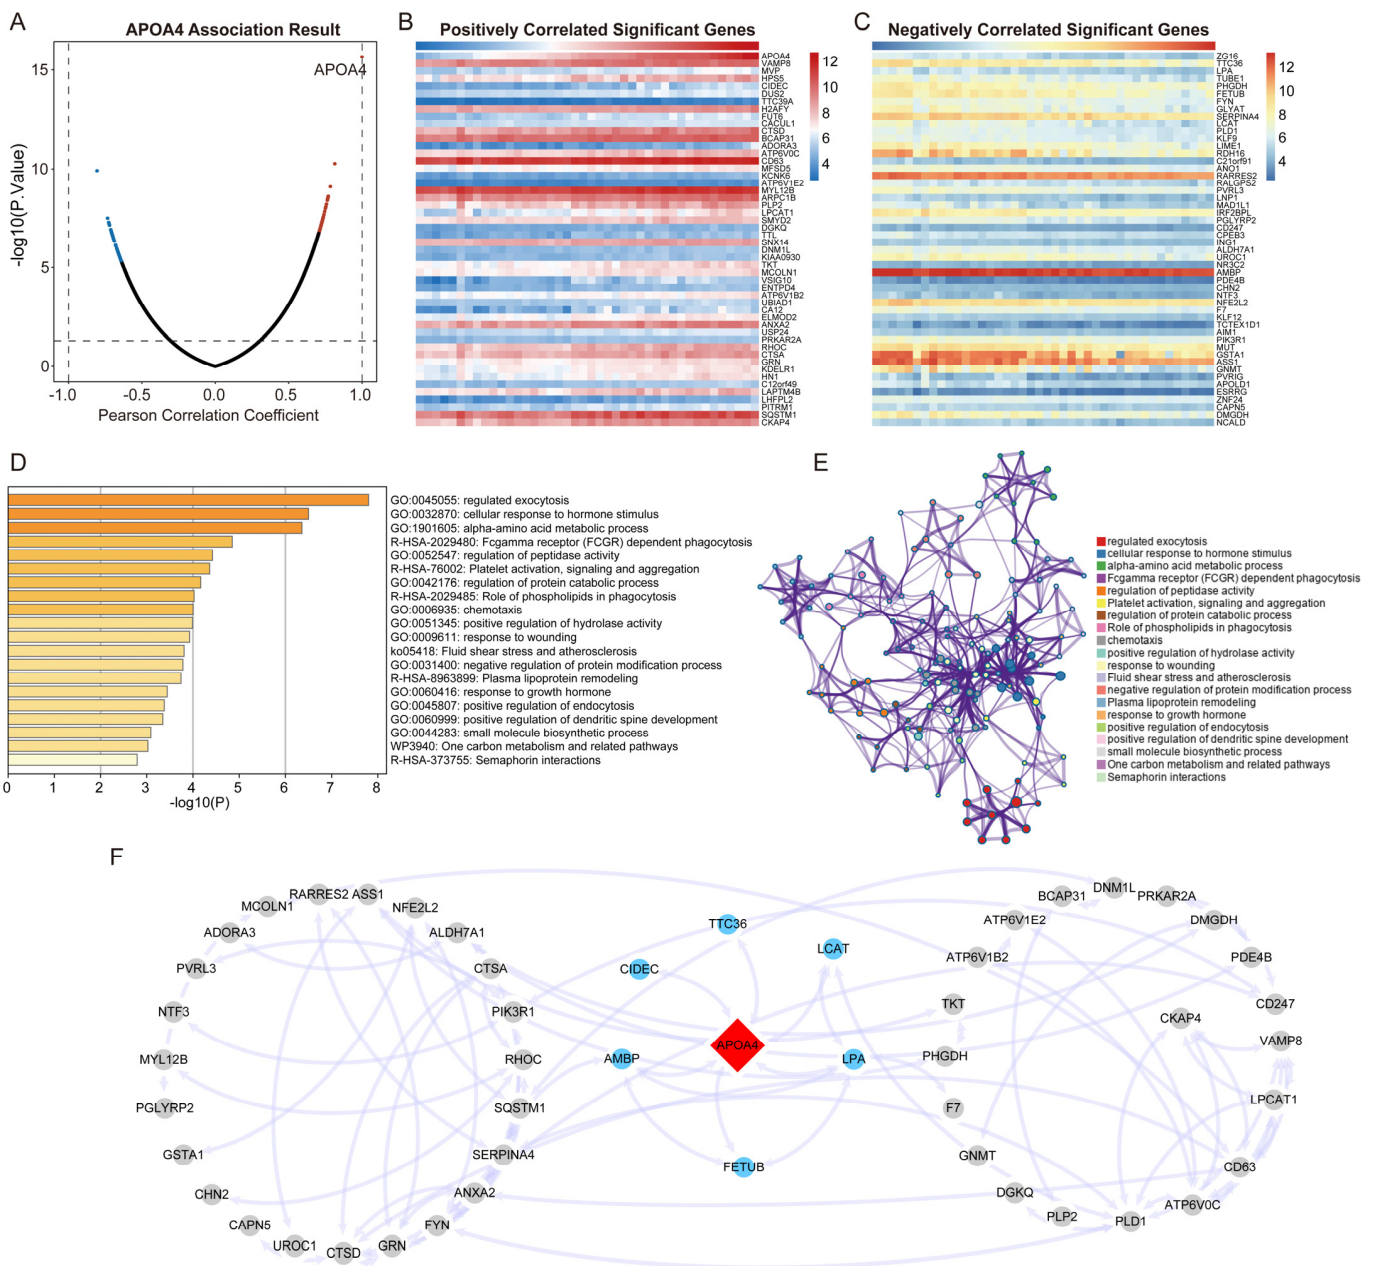 A
APOA4 Association Result
APOA4
15
10
5
0
-log10(P.Value)
-1.0
-0.5
0.0
0.5
1.0
Pearson Correlation Coefficient
B
Positively Correlated Significant Genes
APOA4
VAMP8
MVP
HPS5
CIDEC
DUS2
TTC39A
H2AFY
FUT6
CACUL1
CTSD
BCAP31
ADORA3
ATP6V0C
CD63
MFSD5
KCNK6
ATP6V1E2
MYL12B
ARPC1B
PLP2
LPCAT1
SMYD2
DGKQ
TTL
SNX14
DNM1L
KIAA0930
TKT
MCOLN1
VSIG10
ENTPD4
ATP6V1B2
UBIAD1
CA12
ELMOD2
ANXA2
USP24
PRKAR2A
RHOC
CTSA
GRN
KDELR1
HN1
C12orf49
LAPTM4B
LHFPL2
PITRM1
SQSTM1
CKAP4
12
10
8
6
4
C
Negatively Correlated Significant Genes
ZG16
TTC36
LPA
TUBE1
PHGDH
FETUB
FYN
GLYAT
SERPINA4
LCAT
PLD1
KLF9
LIME1
RDH16
C21orf91
ANO1
RARRES2
RALGPS2
PVRL3
LNP1
MAD1L1
IRF2BPL
PGLYRP2
CD247
CPEB3
ING1
ALDH7A1
UROC1
NR3C2
AMBP
PDE4B
CHN2
NTF3
NFE2L2
F7
KLF12
TCTEX1D1
AIM1
PIK3R1
MUT
GSTA1
ASS1
GNMT
PVRIG
APOLD1
ESRRG
ZNF24
CAPN5
DMGDH
NCALD
12
10
8
6
4
D
GO:0045055: regulated exocytosis
GO:0032870: cellular response to hormone stimulus
GO:1901605: alpha-amino acid metabolic process
R-HSA-2029480: Fcgamma receptor (FCGR) dependent phagocytosis
GO:0052547: regulation of peptidase activity
R-HSA-76002: Platelet activation, signaling and aggregation
GO:0042176: regulation of protein catabolic process
R-HSA-2029485: Role of phospholipids in phagocytosis
GO:0006935: chemotaxis
GO:0051345: positive regulation of hydrolase activity
GO:0009611: response to wounding
ko05418: Fluid shear stress and atherosclerosis
GO:0031400: negative regulation of protein modification process
R-HSA-8963899: Plasma lipoprotein remodeling
GO:0060416: response to growth hormone
GO:0045807: positive regulation of endocytosis
GO:0060999: positive regulation of dendritic spine development
GO:0044283: small molecule biosynthetic process
WP3940: One carbon metabolism and related pathways
R-HSA-373755: Semaphorin interactions
0 1 2 3 4 5 6 7 8
-log10(P)
E
regulated exocytosis
cellular response to hormone stimulus
alpha-amino acid metabolic process
Fcgamma receptor (FCGR) dependent phagocytosis
regulation of peptidase activity
Platelet activation, signaling and aggregation
regulation of protein catabolic process
Role of phospholipids in phagocytosis
chemotaxis
positive regulation of hydrolase activity
response to wounding
Fluid shear stress and atherosclerosis
negative regulation of protein modification process
Plasma lipoprotein remodeling
response to growth hormone
positive regulation of endocytosis
positive regulation of dendritic spine development
small molecule biosynthetic process
One carbon metabolism and related pathways
Semaphorin interactions
F
RARRES2 ASS1
MCOLN1
NFE2L2
ADORA3
ALDH7A1
PVRL3
CTSA
NTF3
PIK3R1
MYL12B
RHOC
PGLYRP2
SQSTM1
GSTA1
SERPINA4
CHN2
ANXA2
CAPN5
FYN
UROC1
CTSD
GRN
TTC36
LCAT
CIDEC
APOA4
AMBP
LPA
FETUB
DNM1L
BCAP31
PRKAR2A
ATP6V1E2
DMGDH
ATP6V1B2
PDE4B
TKT
CD247
CKAP4
VAMP8
PHGDH
LPCAT1
F7
GNMT
CD63
DGKQ
ATP6V0C
PLP2
PLD1